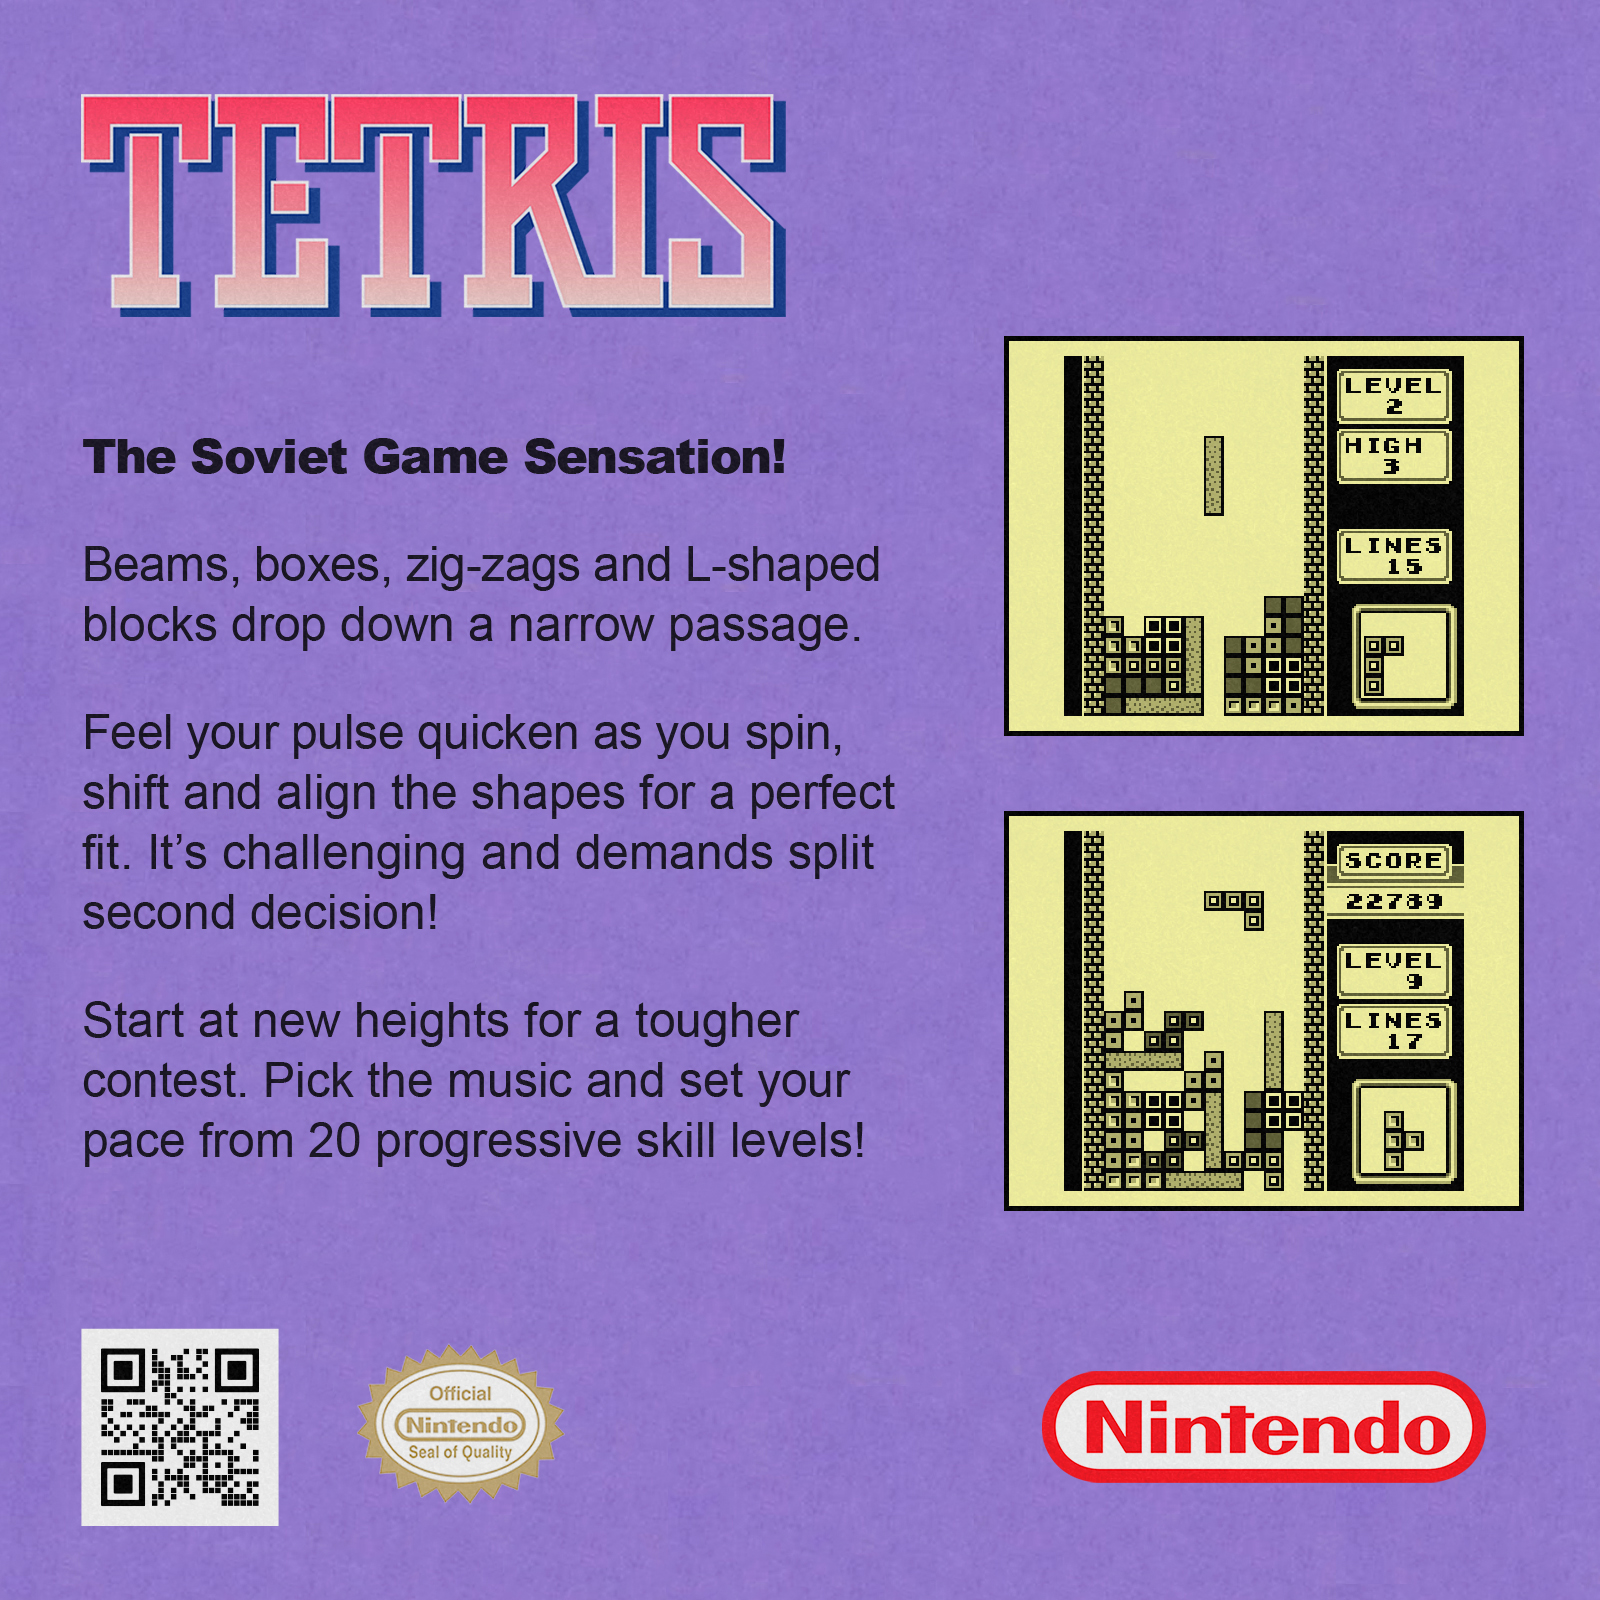 TETRIS
The Soviet Game Sensation!
Beams, boxes, zig-zags and L-shaped
blocks drop down a narrow passage.
Feel your pulse quicken as you spin,
shift and align the shapes for a perfect
fit. It’s challenging and demands split
second decision!
Start at new heights for a tougher
contest. Pick the music and set your
pace from 20 progressive skill levels!
LEVEL
2
HIGH
3
LINES
15
SCORE
22789
LEVEL
9
LINES
17
Official
Nintendo
Seal of Quality
Nintendo